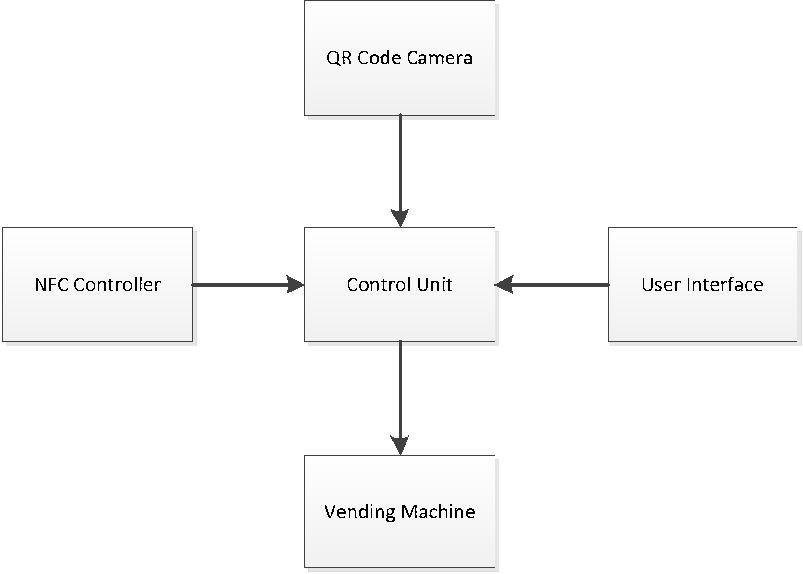 QR Code Camera
NFC Controller
Control Unit
User Interface
Vending Machine